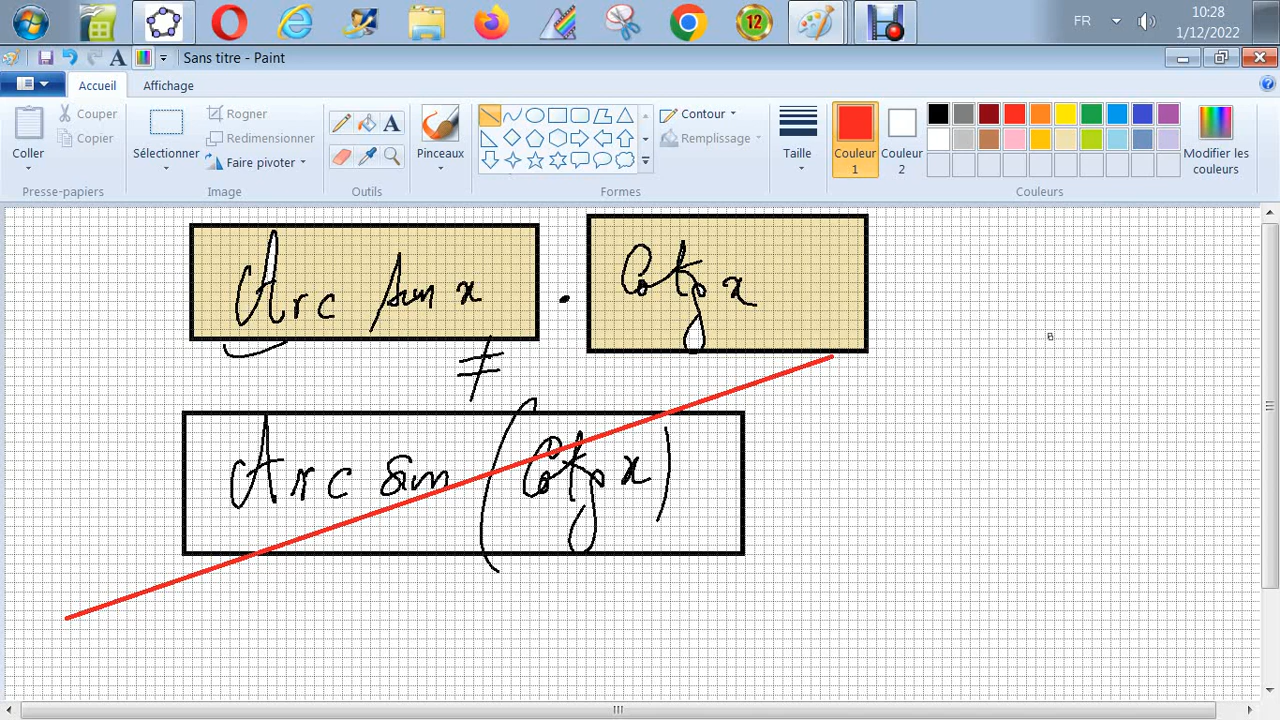 12
FR
10:28
1/12/2022
Sans titre - Paint
Accueil
Affichage
Coller
Couper
Copier
Presse-papiers
Sélectionner
Rogner
Redimensionner
Faire pivoter
Image
Outils
Pinceaux
Formes
Contour
Remplissage
Taille
Couleur 1
Couleur 2
Modifier les couleurs
Couleurs
Arc sin x . Cotg x
≠
Arc sin (Cotg x)